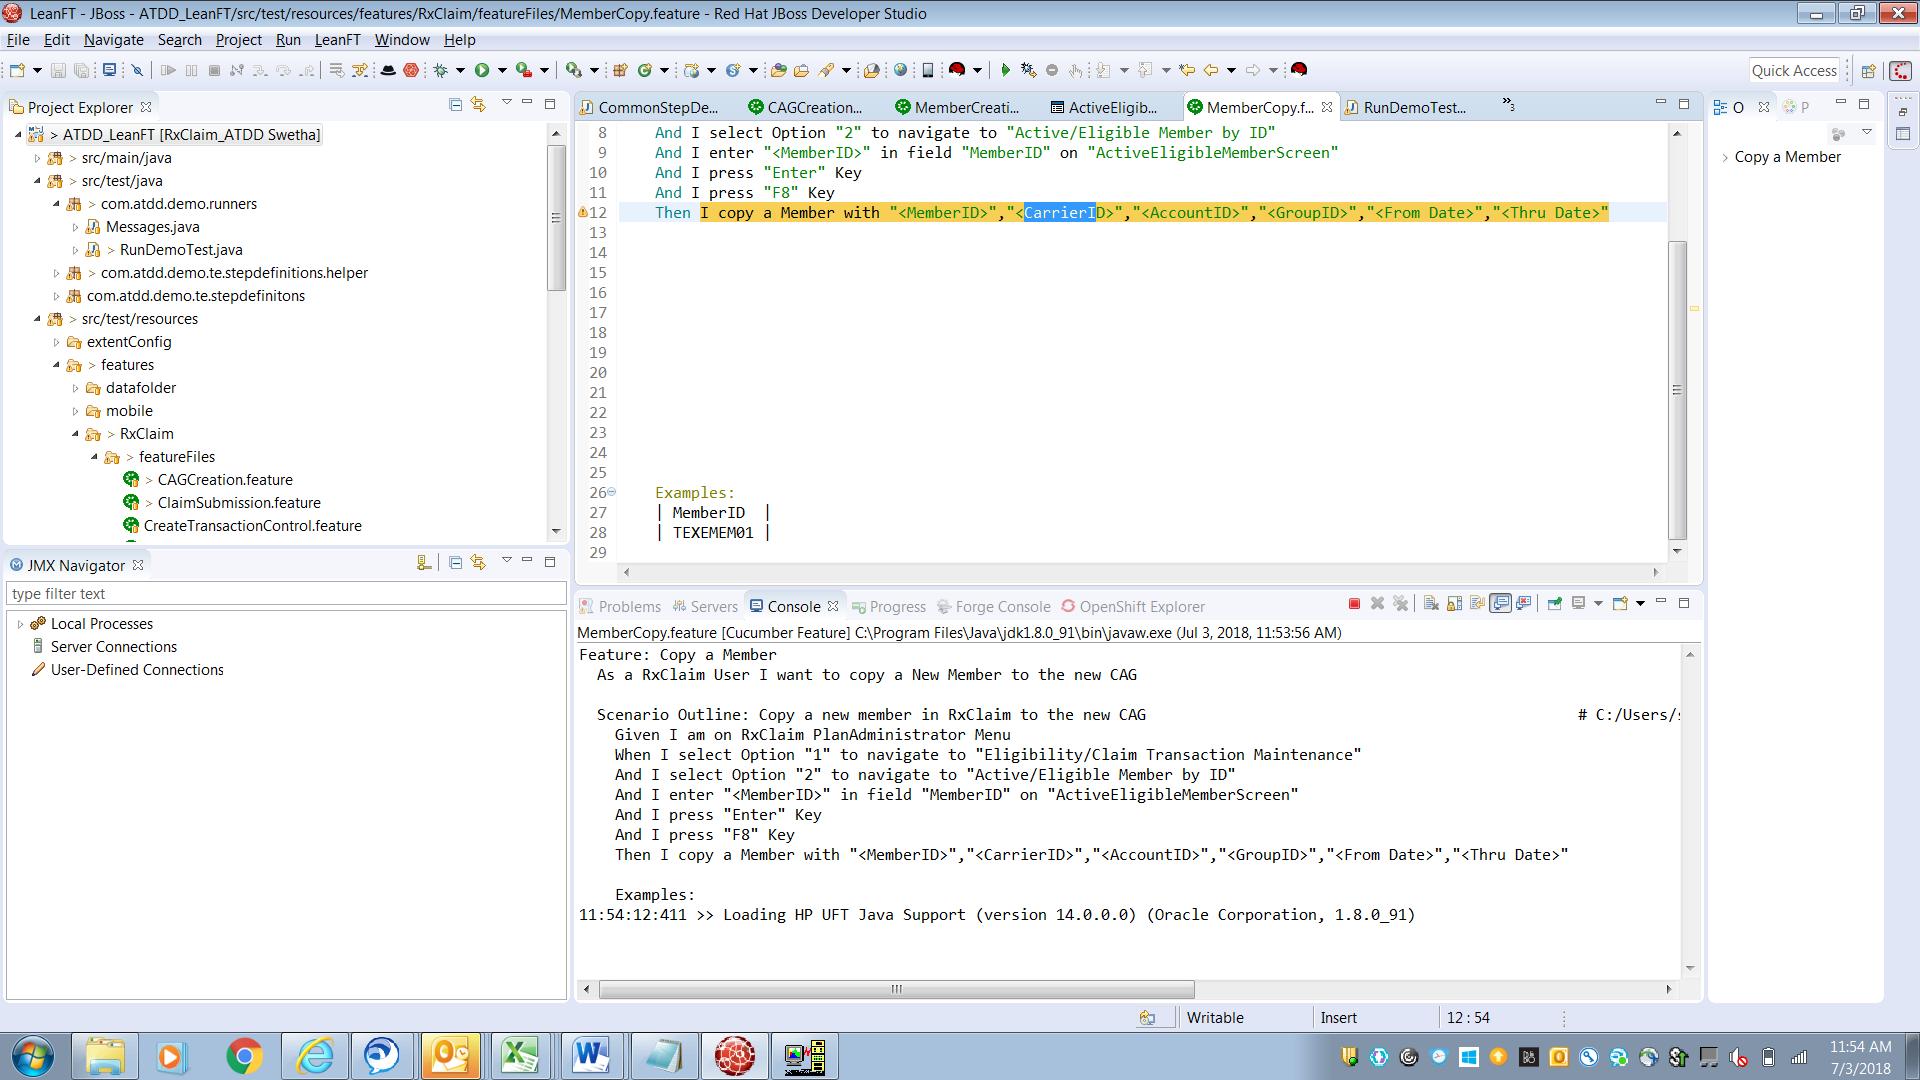 LeanFT - JBoss - ATDD_LeanFT/src/test/resources/features/RxClaim/featureFiles/MemberCopy.feature - Red Hat JBoss Developer Studio
File Edit Navigate Search Project Run LeanFT Window Help
Quick Access
Project Explorer
> ATDD_LeanFT [RxClaim_ATDD Swetha]
> src/main/java
> src/test/java
> com.atdd.demo.runners
Messages.java
> RunDemoTest.java
> com.atdd.demo.te.stepdefinitions.helper
com.atdd.demo.te.stepdefinitons
> src/test/resources
extentConfig
> features
datafolder
mobile
> RxClaim
> featureFiles
> CAGCreation.feature
> ClaimSubmission.feature
CreateTransactionControl.feature
JMX Navigator
type filter text
Local Processes
Server Connections
User-Defined Connections
CommonStepDe... CAGCreation.... MemberCreati... ActiveEligib... MemberCopy.f... RunDemoTest... »3
8 And I select Option "2" to navigate to "Active/Eligible Member by ID"
9 And I enter "<MemberID>" in field "MemberID" on "ActiveEligibleMemberScreen"
10 And I press "Enter" Key
11 And I press "F8" Key
12 Then I copy a Member with "<MemberID>","<CarrierID>","<AccountID>","<GroupID>","<From Date>","<Thru Date>"
13
14
15
16
17
18
19
20
21
22
23
24
25
26 Examples:
27 | MemberID |
28 | TEXEMEM01 |
29
O P
Copy a Member
Problems Servers Console Progress Forge Console OpenShift Explorer
MemberCopy.feature [Cucumber Feature] C:\Program Files\Java\jdk1.8.0_91\bin\javaw.exe (Jul 3, 2018, 11:53:56 AM)
Feature: Copy a Member
As a RxClaim User I want to copy a New Member to the new CAG
Scenario Outline: Copy a new member in RxClaim to the new CAG # C:/Users/
Given I am on RxClaim PlanAdministrator Menu
When I select Option "1" to navigate to "Eligibility/Claim Transaction Maintenance"
And I select Option "2" to navigate to "Active/Eligible Member by ID"
And I enter "<MemberID>" in field "MemberID" on "ActiveEligibleMemberScreen"
And I press "Enter" Key
And I press "F8" Key
Then I copy a Member with "<MemberID>","<CarrierID>","<AccountID>","<GroupID>","<From Date>","<Thru Date>"
Examples:
11:54:12:411 >> Loading HP UFT Java Support (version 14.0.0.0) (Oracle Corporation, 1.8.0_91)
Writable Insert 12 : 54
11:54 AM
7/3/2018